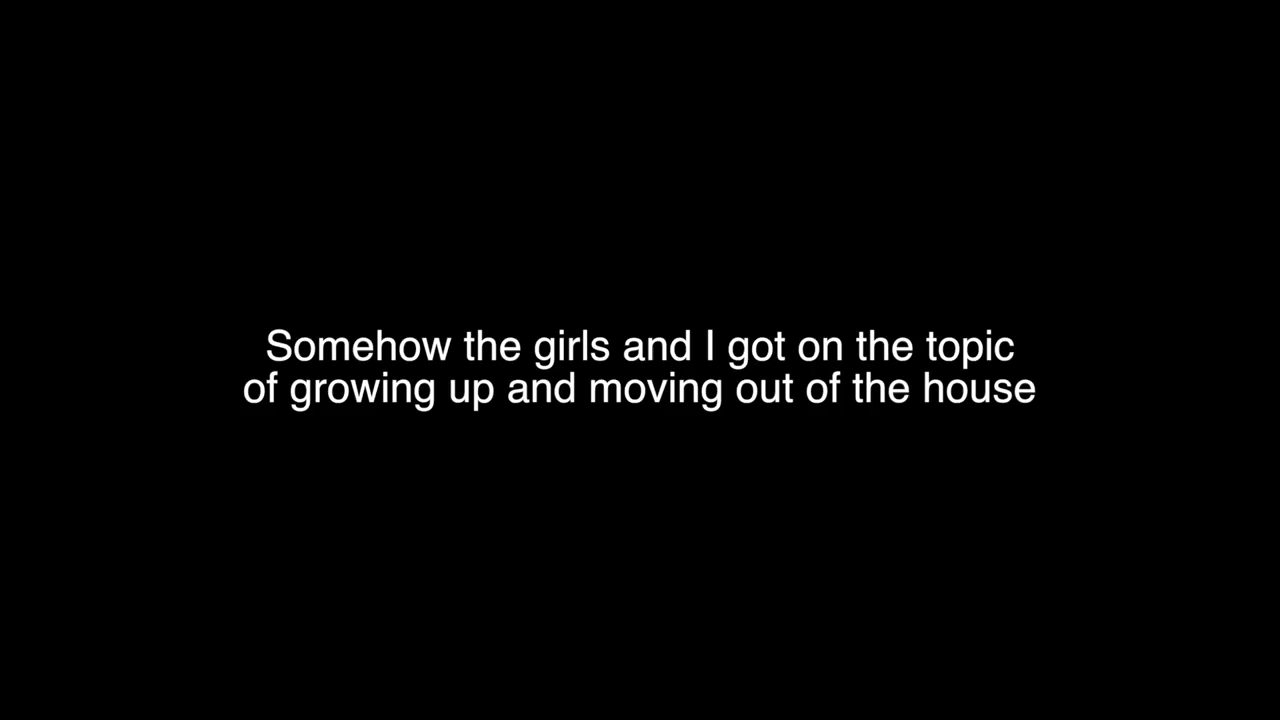 Somehow the girls and I got on the topic
of growing up and moving out of the house